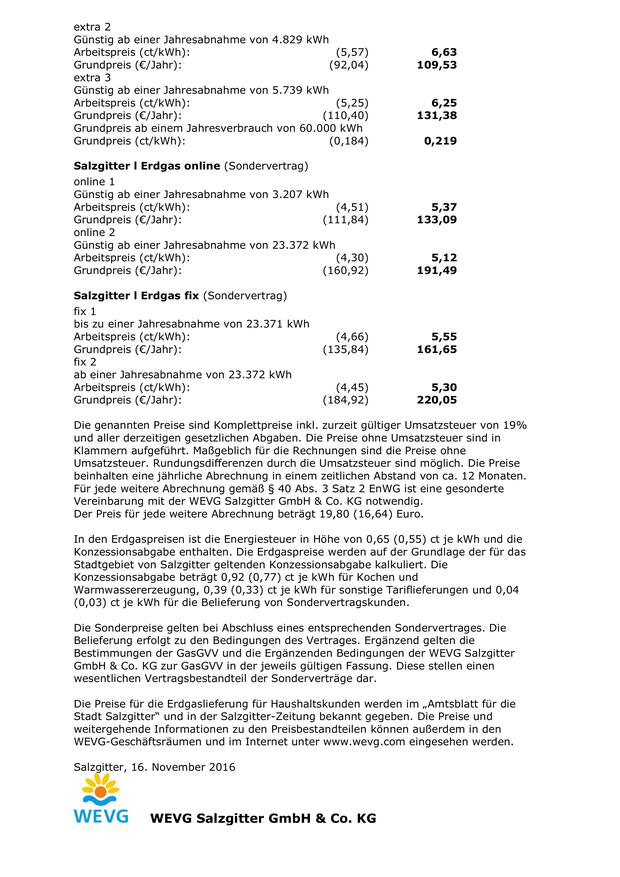 extra 2
Günstig ab einer Jahresabnahme von 4.829 kWh
Arbeitspreis (ct/kWh): (5,57) 6,63
Grundpreis (€/Jahr): (92,04) 109,53
extra 3
Günstig ab einer Jahresabnahme von 5.739 kWh
Arbeitspreis (ct/kWh): (5,25) 6,25
Grundpreis (€/Jahr): (110,40) 131,38
Grundpreis ab einem Jahresverbrauch von 60.000 kWh
Grundpreis (ct/kWh): (0,184) 0,219
Salzgitter l Erdgas online (Sondervertrag)
online 1
Günstig ab einer Jahresabnahme von 3.207 kWh
Arbeitspreis (ct/kWh): (4,51) 5,37
Grundpreis (€/Jahr): (111,84) 133,09
online 2
Günstig ab einer Jahresabnahme von 23.372 kWh
Arbeitspreis (ct/kWh): (4,30) 5,12
Grundpreis (€/Jahr): (160,92) 191,49
Salzgitter l Erdgas fix (Sondervertrag)
fix 1
bis zu einer Jahresabnahme von 23.371 kWh
Arbeitspreis (ct/kWh): (4,66) 5,55
Grundpreis (€/Jahr): (135,84) 161,65
fix 2
ab einer Jahresabnahme von 23.372 kWh
Arbeitspreis (ct/kWh): (4,45) 5,30
Grundpreis (€/Jahr): (184,92) 220,05
Die genannten Preise sind Komplettpreise inkl. zurzeit gültiger Umsatzsteuer von 19%
und aller derzeitigen gesetzlichen Abgaben. Die Preise ohne Umsatzsteuer sind in
Klammern aufgeführt. Maßgeblich für die Rechnungen sind die Preise ohne
Umsatzsteuer. Rundungsdifferenzen durch die Umsatzsteuer sind möglich. Die Preise
beinhalten eine jährliche Abrechnung in einem zeitlichen Abstand von ca. 12 Monaten.
Für jede weitere Abrechnung gemäß § 40 Abs. 3 Satz 2 EnWG ist eine gesonderte
Vereinbarung mit der WEVG Salzgitter GmbH & Co. KG notwendig.
Der Preis für jede weitere Abrechnung beträgt 19,80 (16,64) Euro.
In den Erdgaspreisen ist die Energiesteuer in Höhe von 0,65 (0,55) ct je kWh und die
Konzessionsabgabe enthalten. Die Erdgaspreise werden auf der Grundlage der für das
Stadtgebiet von Salzgitter geltenden Konzessionsabgabe kalkuliert. Die
Konzessionsabgabe beträgt 0,92 (0,77) ct je kWh für Kochen und
Warmwassererzeugung, 0,39 (0,33) ct je kWh für sonstige Tariflieferungen und 0,04
(0,03) ct je kWh für die Belieferung von Sondervertragskunden.
Die Sonderpreise gelten bei Abschluss eines entsprechenden Sondervertrages. Die
Belieferung erfolgt zu den Bedingungen des Vertrages. Ergänzend gelten die
Bestimmungen der GasGVV und die Ergänzenden Bedingungen der WEVG Salzgitter
GmbH & Co. KG zur GasGVV in der jeweils gültigen Fassung. Diese stellen einen
wesentlichen Vertragsbestandteil der Sonderverträge dar.
Die Preise für die Erdgaslieferung für Haushaltskunden werden im „Amtsblatt für die
Stadt Salzgitter“ und in der Salzgitter-Zeitung bekannt gegeben. Die Preise und
weitergehende Informationen zu den Preisbestandteilen können außerdem in den
WEVG-Geschäftsräumen und im Internet unter www.wevg.com eingesehen werden.
Salzgitter, 16. November 2016
WEVG WEVG Salzgitter GmbH & Co. KG